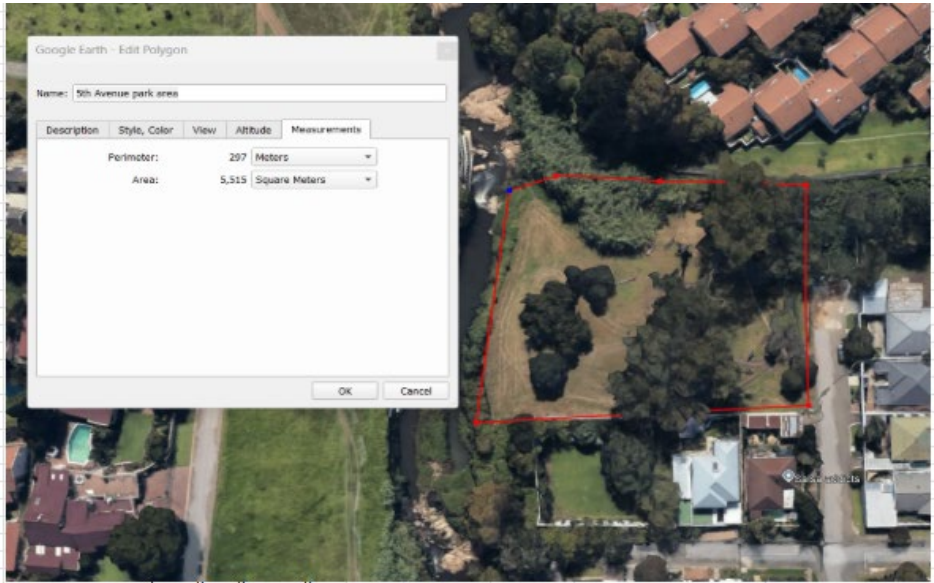 Google Earth - Edit Polygon
Name: 5th Avenue park area
Description Style, Color View Altitude Measurements
Perimeter: 297 Meters
Area: 5,515 Square Meters
OK Cancel